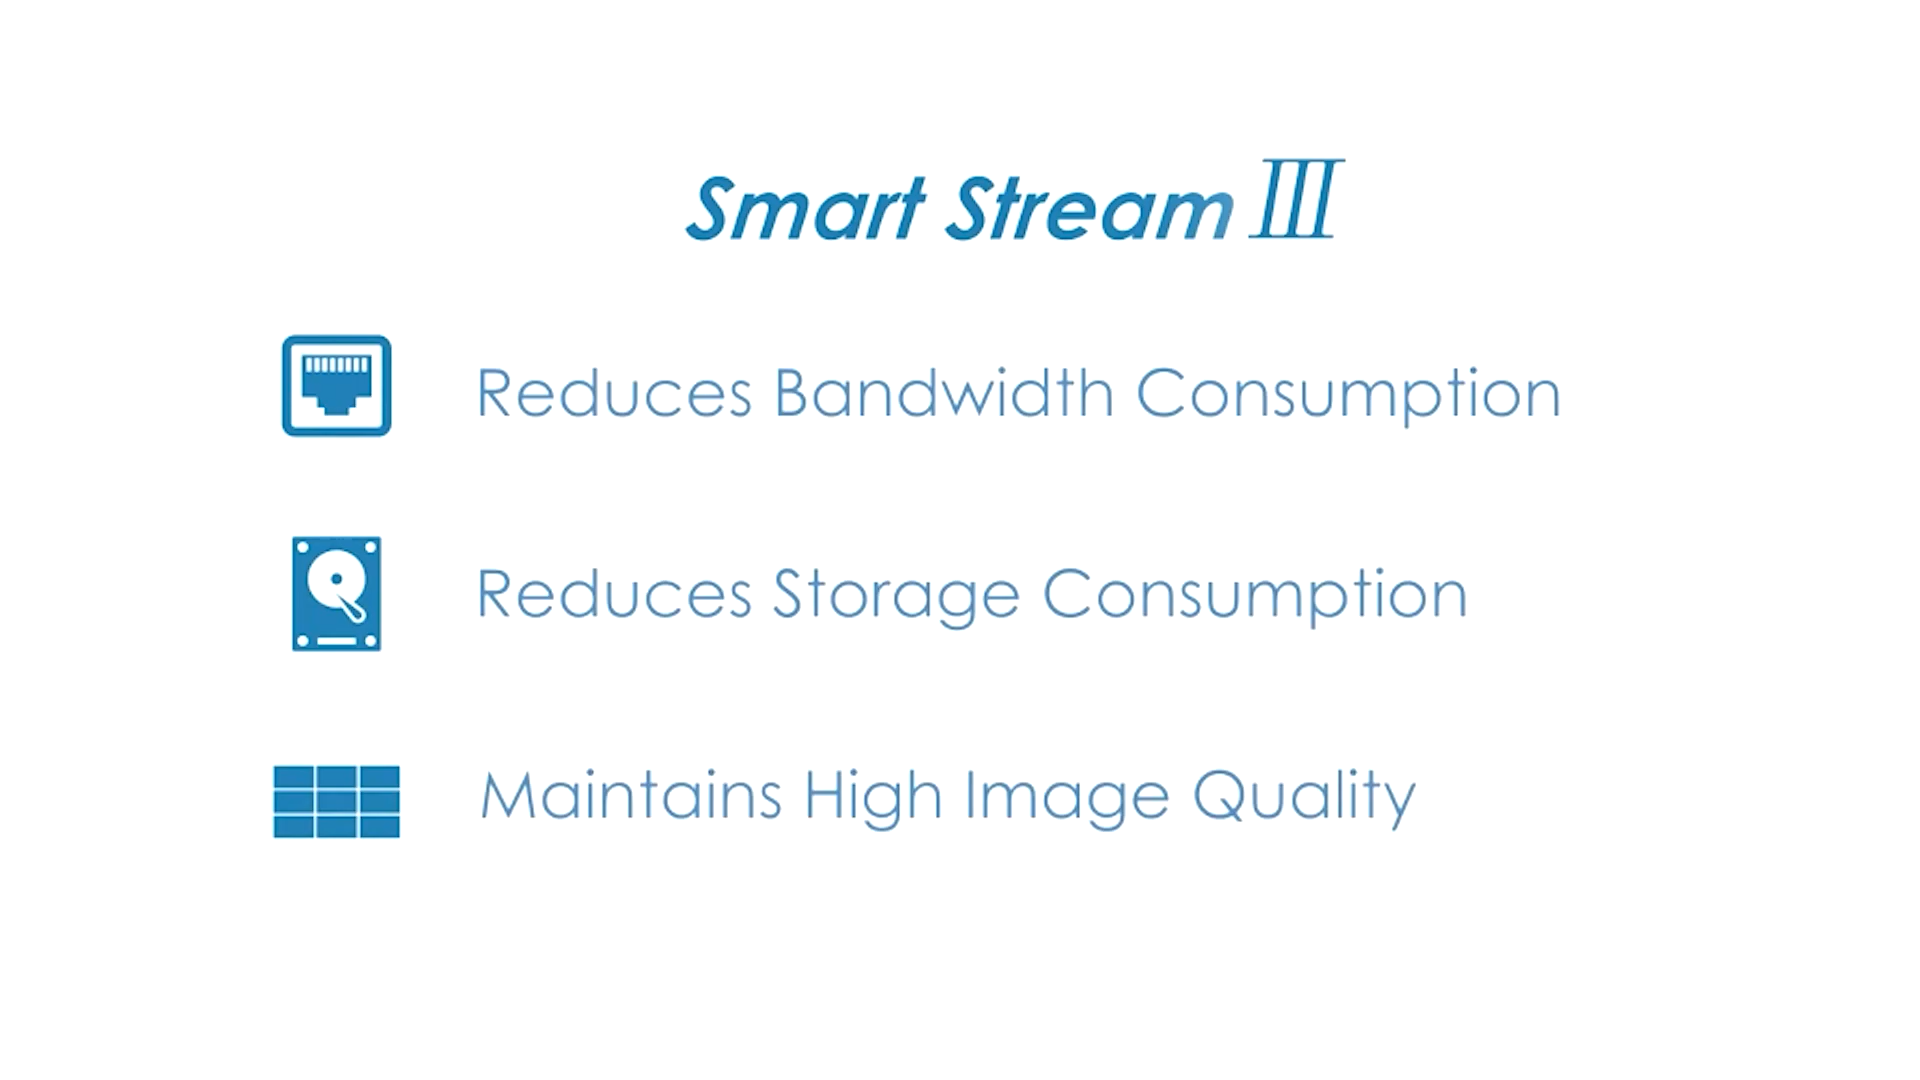 Smart Stream III
Reduces Bandwidth Consumption
Reduces Storage Consumption
Maintains High Image Quality